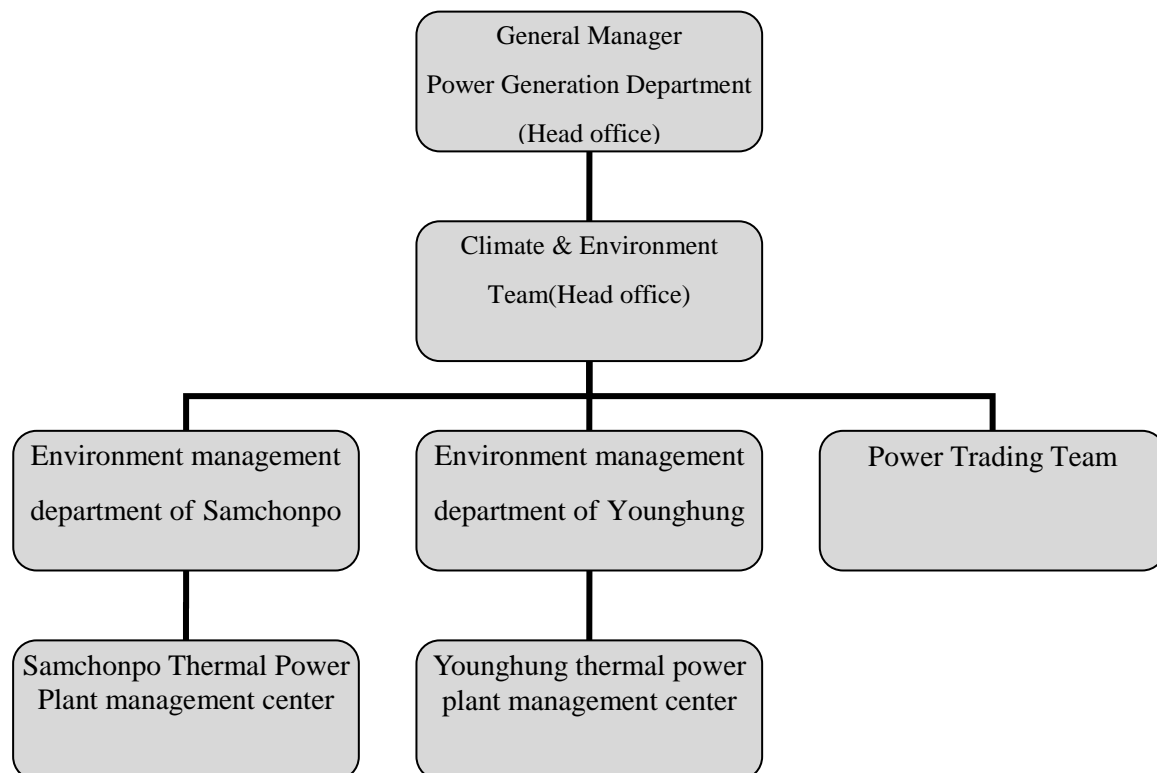 General Manager
Power Generation Department
(Head office)
Climate & Environment
Team(Head office)
Environment management
department of Samchonpo
Environment management
department of Younghung
Power Trading Team
Samchonpo Thermal Power
Plant management center
Younghung thermal power
plant management center